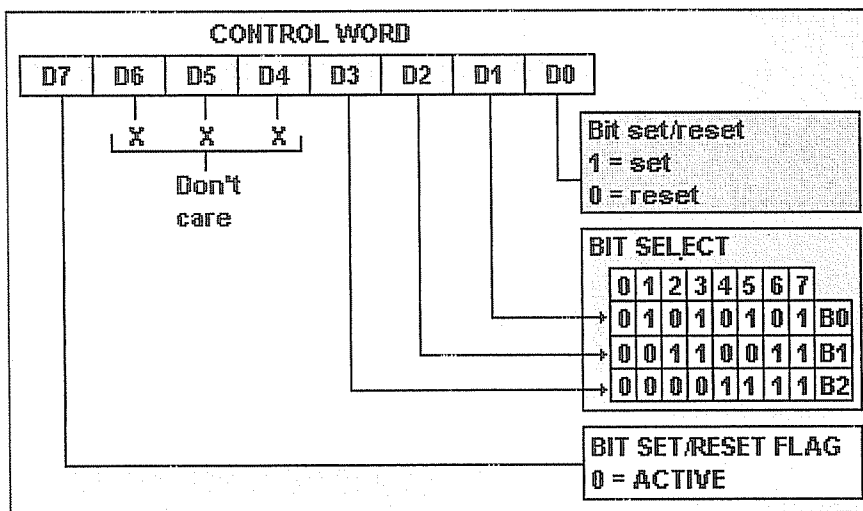 CONTROL WORD
D7 D6 D5 D4 D3 D2 D1 D0
X X X
Don't
care
Bit set/reset
1 = set
0 = reset
BIT SELECT
0 1 2 3 4 5 6 7
0 1 0 1 0 1 0 1 B0
0 0 1 1 0 0 1 1 B1
0 0 0 0 1 1 1 1 B2
BIT SET/RESET FLAG
0 = ACTIVE